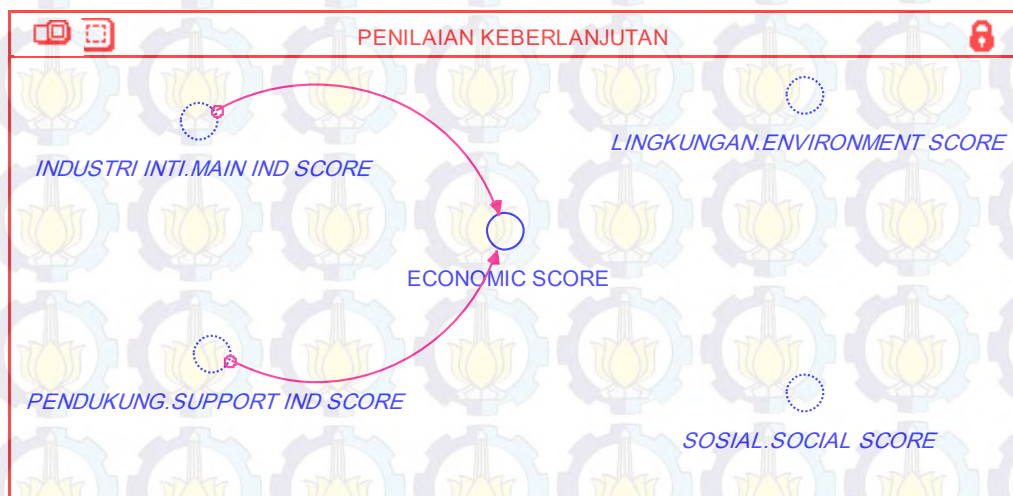 PENILAIAN KEBERLANJUTAN
LINGKUNGAN.ENVIRONMENT SCORE
INDUSTRI INTI.MAIN IND SCORE
ECONOMIC SCORE
PENDUKUNG.SUPPORT IND SCORE
SOSIAL.SOCIAL SCORE